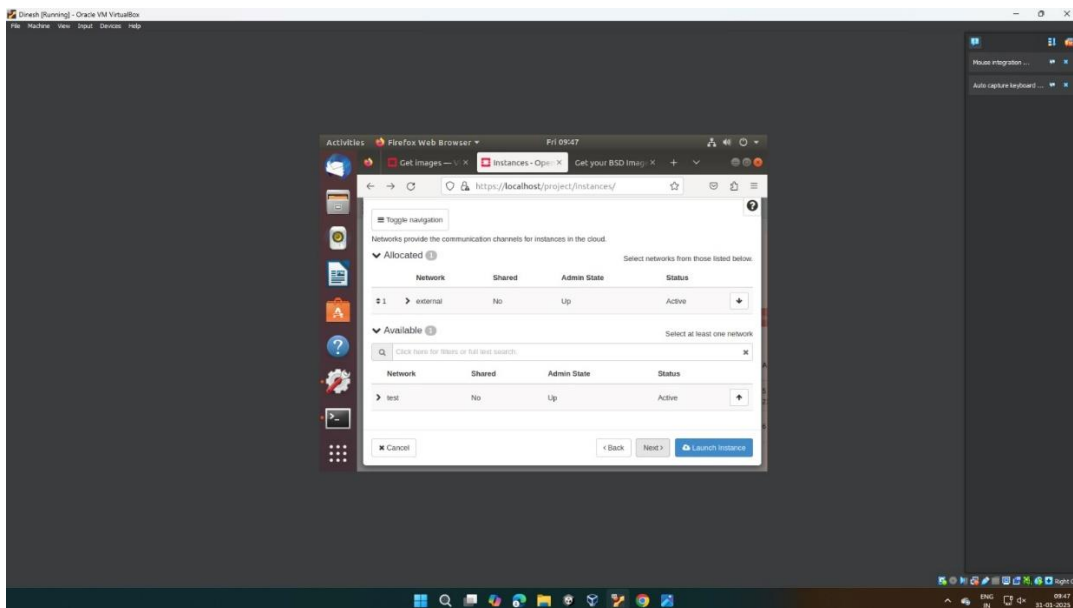 Dinesh [Running] - Oracle VM VirtualBox
File Machine View Input Devices Help
Mouse integration ...
Auto capture keyboard ...
Activities Firefox Web Browser Fri 09:47
Get images — Instances - Open Get your BSD Imag
https://localhost/project/instances/
Toggle navigation
Networks provide the communication channels for instances in the cloud.
Allocated 1
Select networks from those listed below.
Network Shared Admin State Status
1 external No Up Active
Available 1
Select at least one network
Click here for filters or full text search.
Network Shared Admin State Status
test No Up Active
Cancel
Back Next Launch Instance
Right
ENG 09:47
IN 31-01-2025